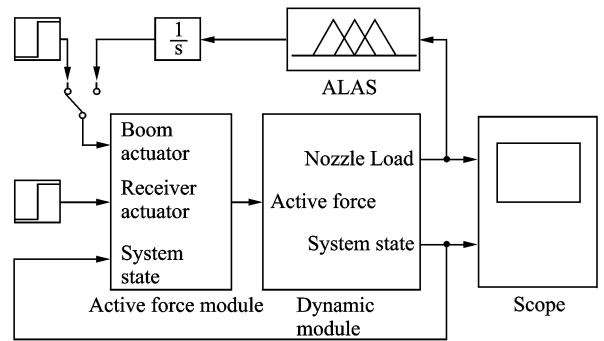 1
s
ALAS
Boom
actuator
Receiver
actuator
System
state
Nozzle Load
Active force
System state
Active force module
Dynamic
module
Scope